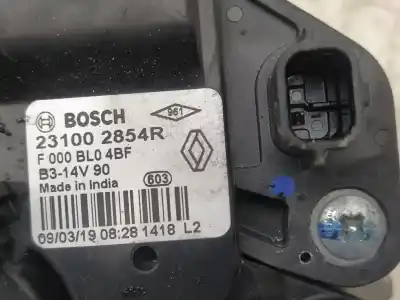 BOSCH
961
23100 2854R
F 000 BL0 4BF
B3-14V 90
Made in India
603
09/03/19 08:28 1418 L2